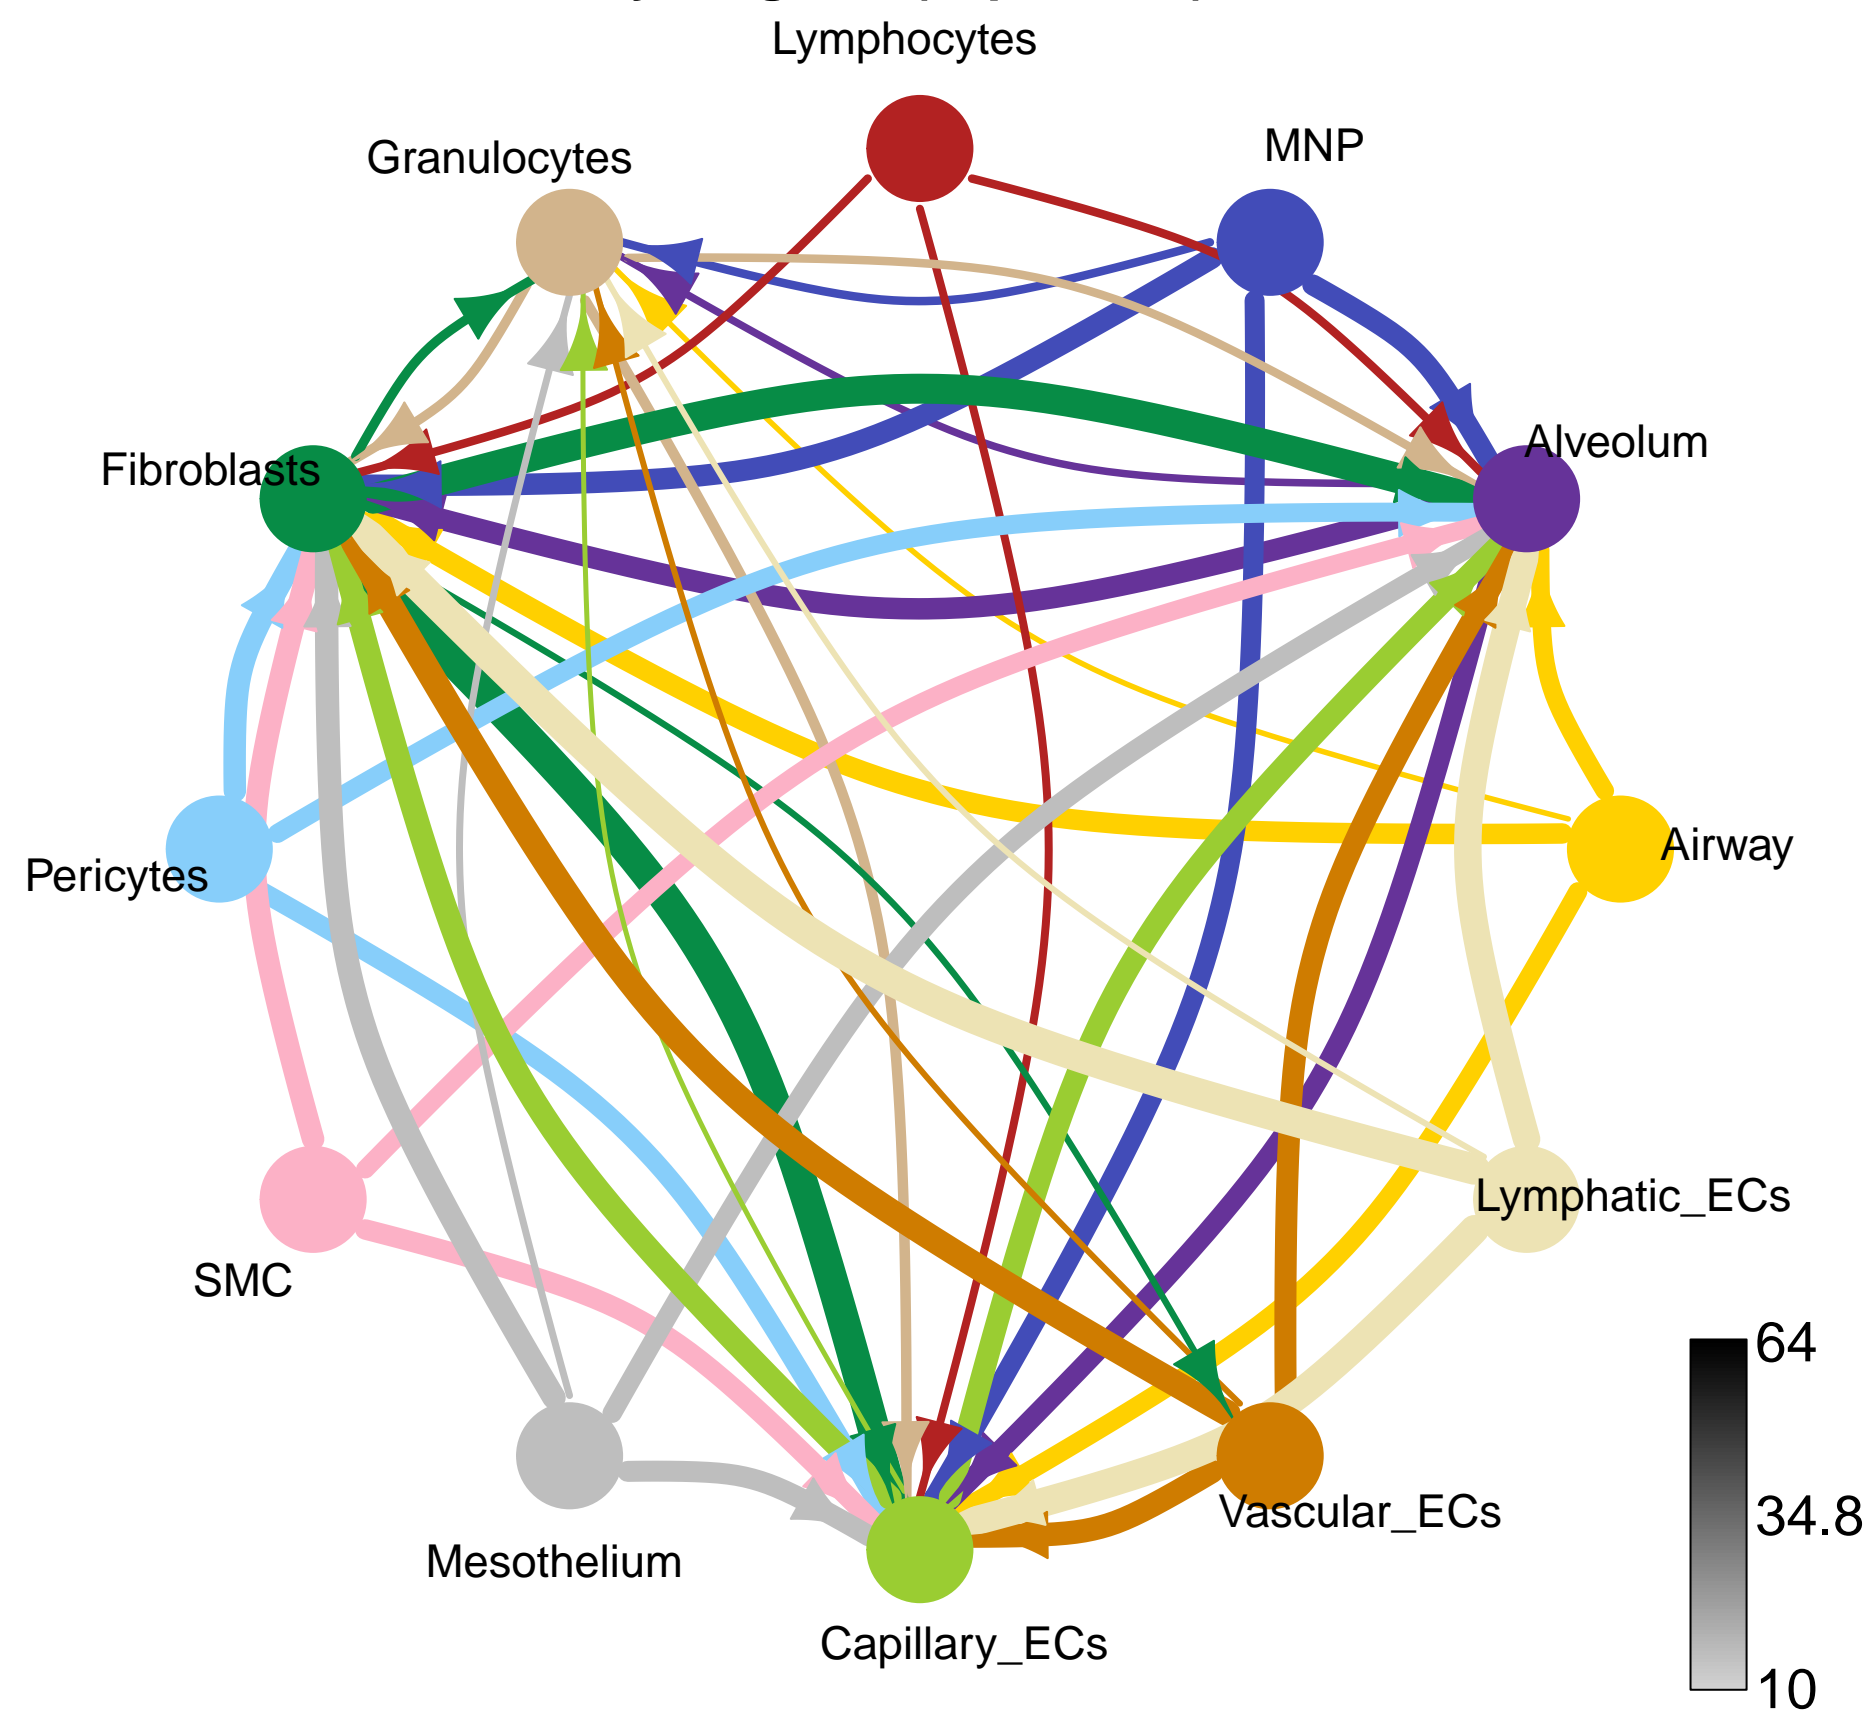 Lymphocytes
MNP
Granulocytes
Alveolum
Fibroblasts
Airway
Pericytes
Lymphatic_ECs
SMC
64
Vascular_ECs
34.8
Mesothelium
Capillary_ECs
10